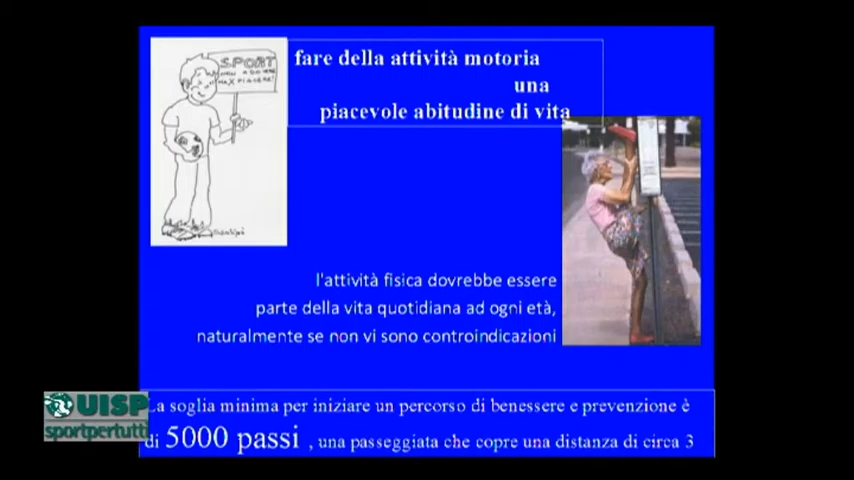 SPORT
fare della attività motoria
una
piacevole abitudine di vita
l'attività fisica dovrebbe essere
parte della vita quotidiana ad ogni età,
naturalmente se non vi sono controindicazioni
La soglia minima per iniziare un percorso di benessere e prevenzione è
di 5000 passi , una passeggiata che copre una distanza di circa 3
UISP
sportpertutti